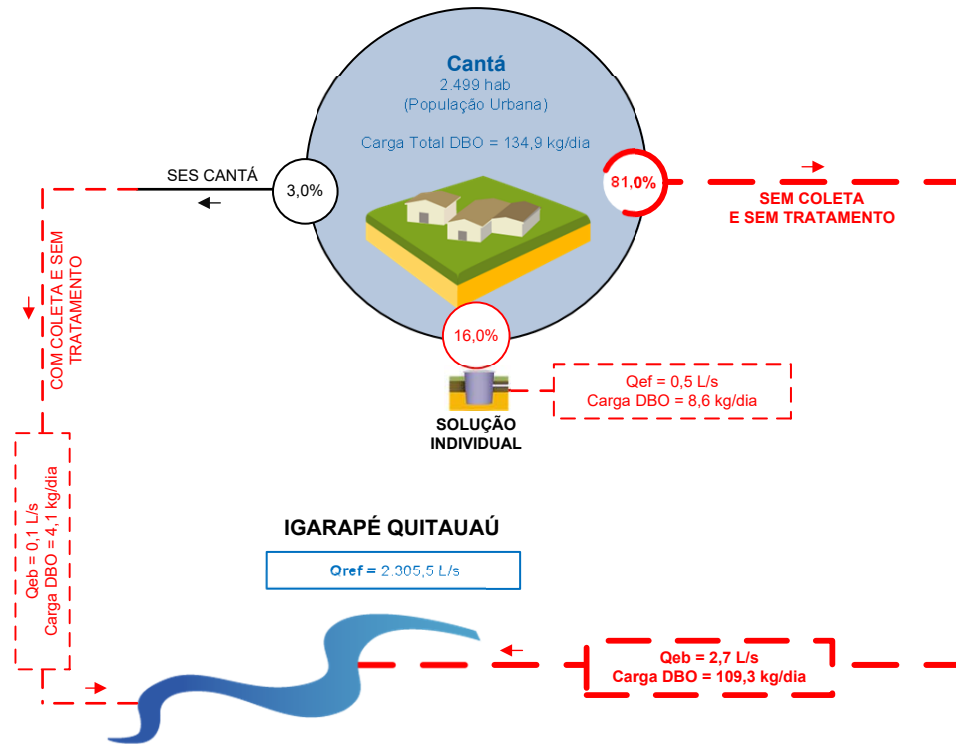 Cantá
2.499 hab
(População Urbana)
Carga Total DBO = 134,9 kg/dia
SES CANTÁ
3,0%
81,0%
SEM COLETA
E SEM TRATAMENTO
COM COLETA E SEM
TRATAMENTO
16,0%
Qef = 0,5 L/s
Carga DBO = 8,6 kg/dia
SOLUÇÃO
INDIVIDUAL
Qeb = 0,1 L/s
Carga DBO = 4,1 kg/dia
IGARAPÉ QUITAUAÚ
Qref = 2.305,5 L/s
Qeb = 2,7 L/s
Carga DBO = 109,3 kg/dia